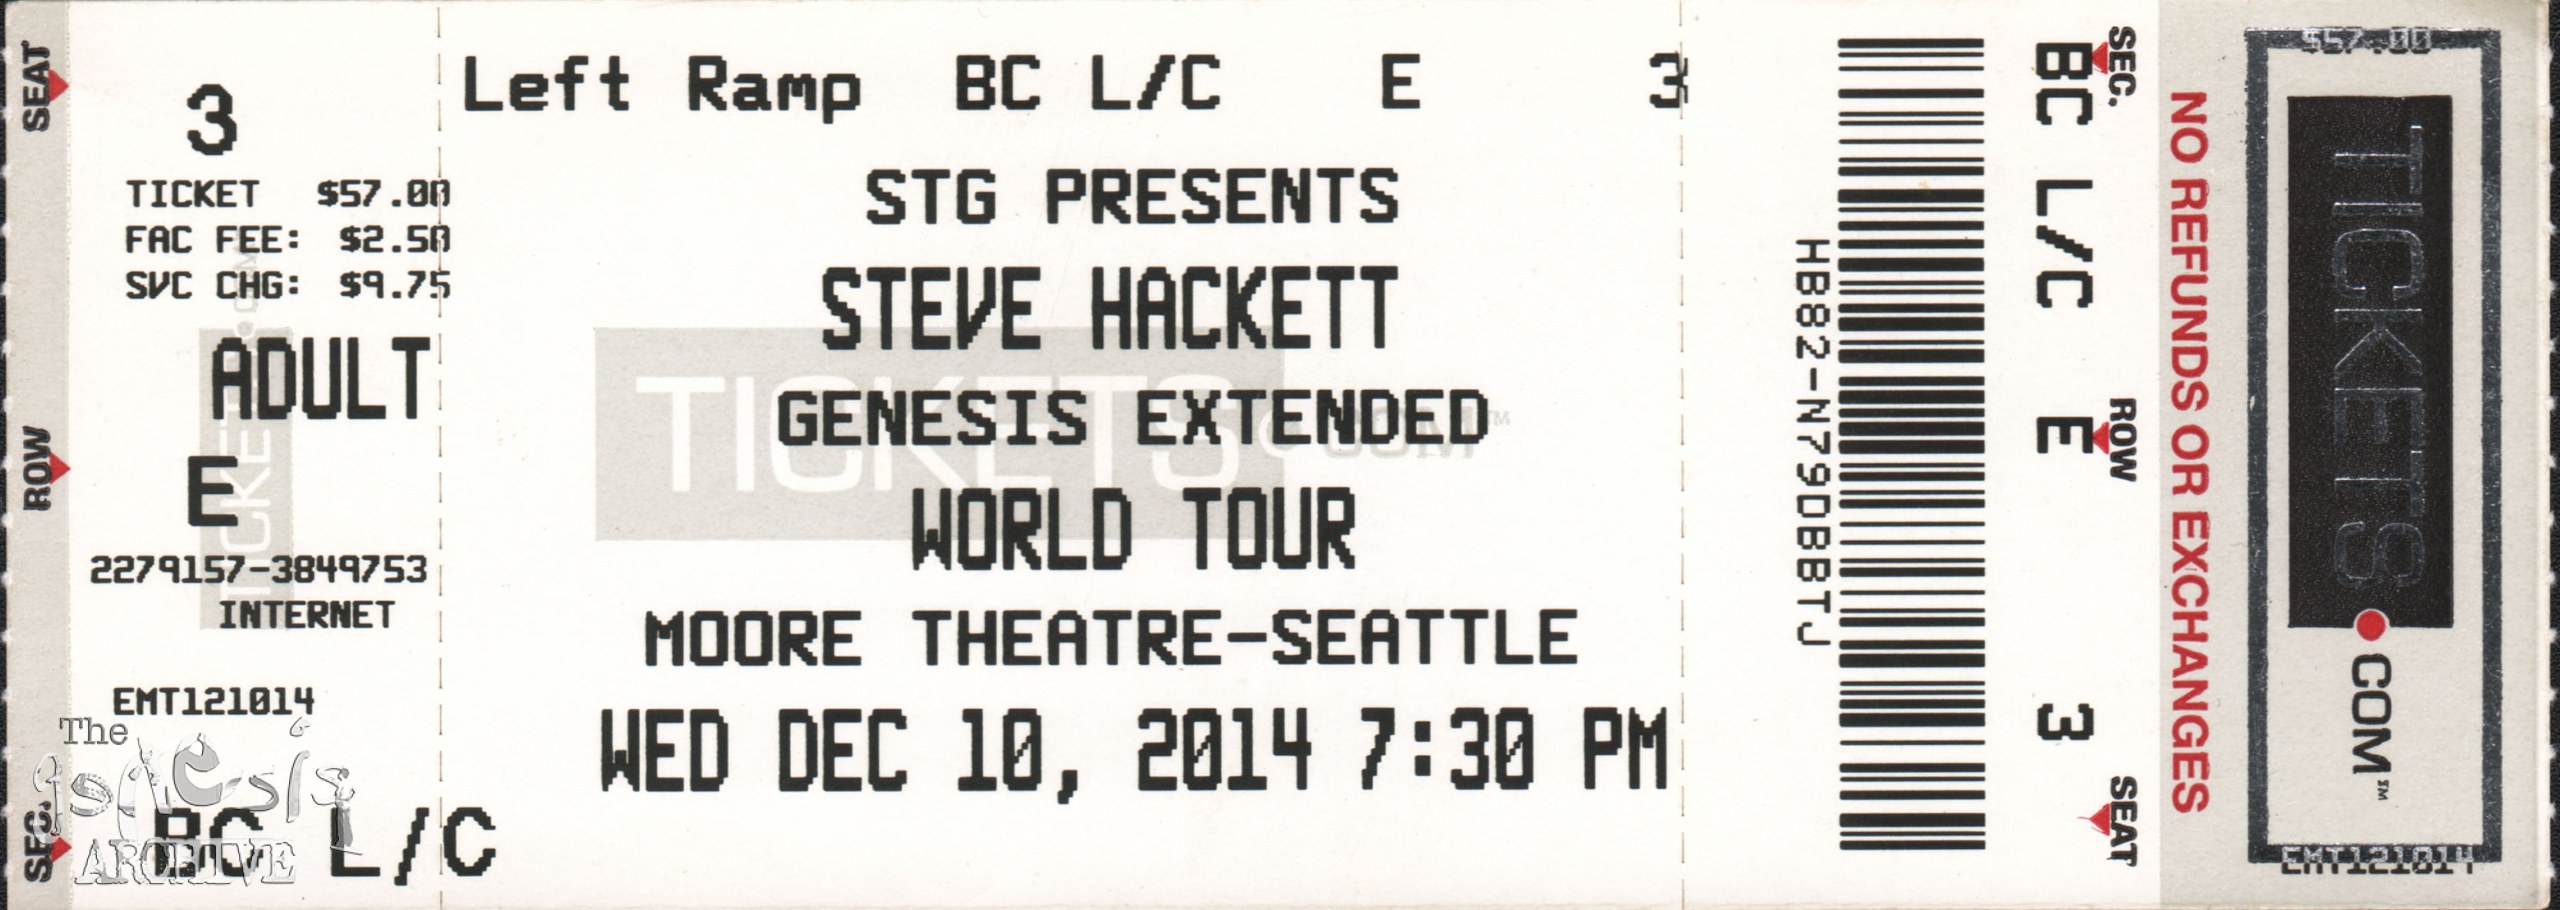 SEAT
3
TICKET $57.00
FAC FEE: $2.50
SVC CHG: $9.75
ADULT
ROW
E
2279157-3849753
INTERNET
EMT121014
The
Genesis
ARCHIVE
SEC.
BC L/C
Left Ramp BC L/C E 3
STG PRESENTS
STEVE HACKETT
GENESIS EXTENDED
WORLD TOUR
MOORE THEATRE-SEATTLE
WED DEC 10, 2014 7:30 PM
TICKETS.COM™
TICKETS.COM
HB82-N79DBBTJ
SEC. ROW SEAT
BC L/C E 3
NO REFUNDS OR EXCHANGES
$57.00
TICKETS.COM™
EMT121014